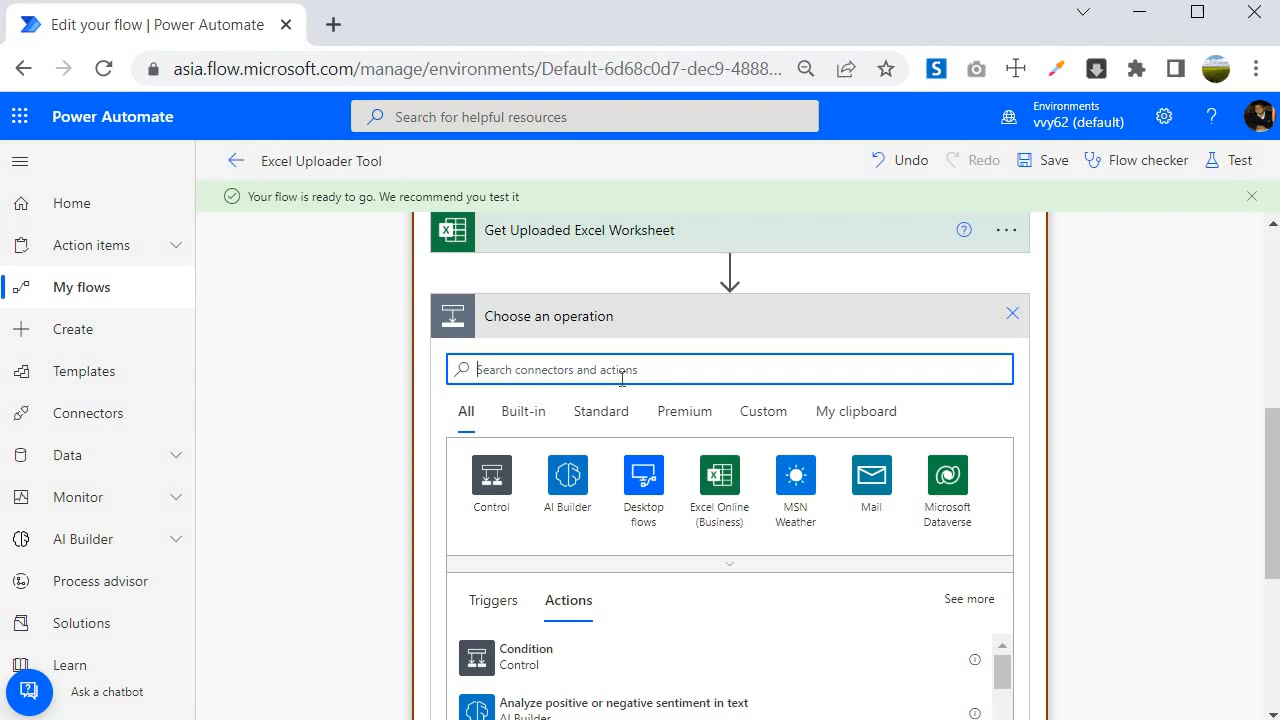 Edit your flow | Power Automate
asia.flow.microsoft.com/manage/environments/Default-6d68c0d7-dec9-4888...
S
Power Automate
Search for helpful resources
Environments
vvy62 (default)
?
Excel Uploader Tool
Undo
Redo
Save
Flow checker
Test
Your flow is ready to go. We recommend you test it
Home
Action items
My flows
Create
Templates
Connectors
Data
Monitor
AI Builder
Process advisor
Solutions
Learn
Ask a chatbot
Get Uploaded Excel Worksheet
Choose an operation
Search connectors and actions
All
Built-in
Standard
Premium
Custom
My clipboard
Control
AI Builder
Desktop
flows
Excel Online
(Business)
MSN
Weather
Mail
Microsoft
Dataverse
Triggers
Actions
See more
Condition
Control
Analyze positive or negative sentiment in text
AI Builder